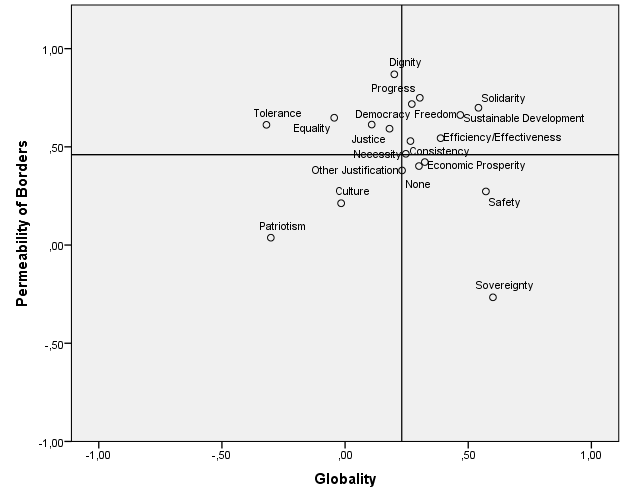 Permeability of Borders
1,00
,50
,00
-,50
-1,00
Dignity
Progress
Solidarity
Tolerance
Democracy
Freedom
Sustainable Development
Equality
Justice
Efficiency/Effectiveness
Necessity
Consistency
Other Justification
Economic Prosperity
None
Culture
Safety
Patriotism
Sovereignty
-1,00
-,50
,00
,50
1,00
Globality